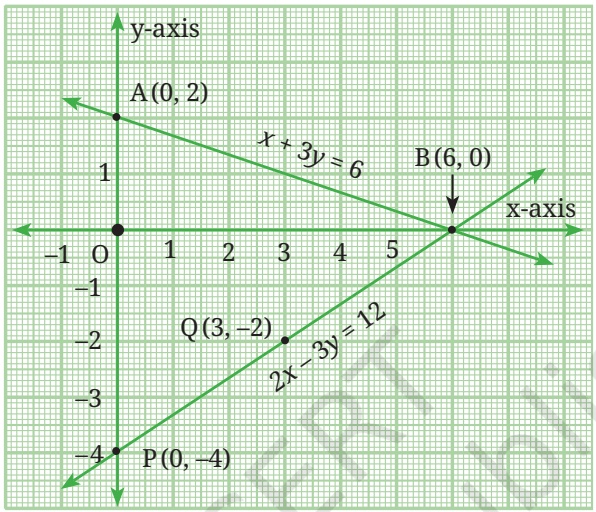 y-axis
A (0, 2)
x + 3y = 6
B (6, 0)
1
x-axis
–1 O 1 2 3 4 5
–1
Q (3, –2)
–2
2x – 3y = 12
–3
–4
P (0, –4)